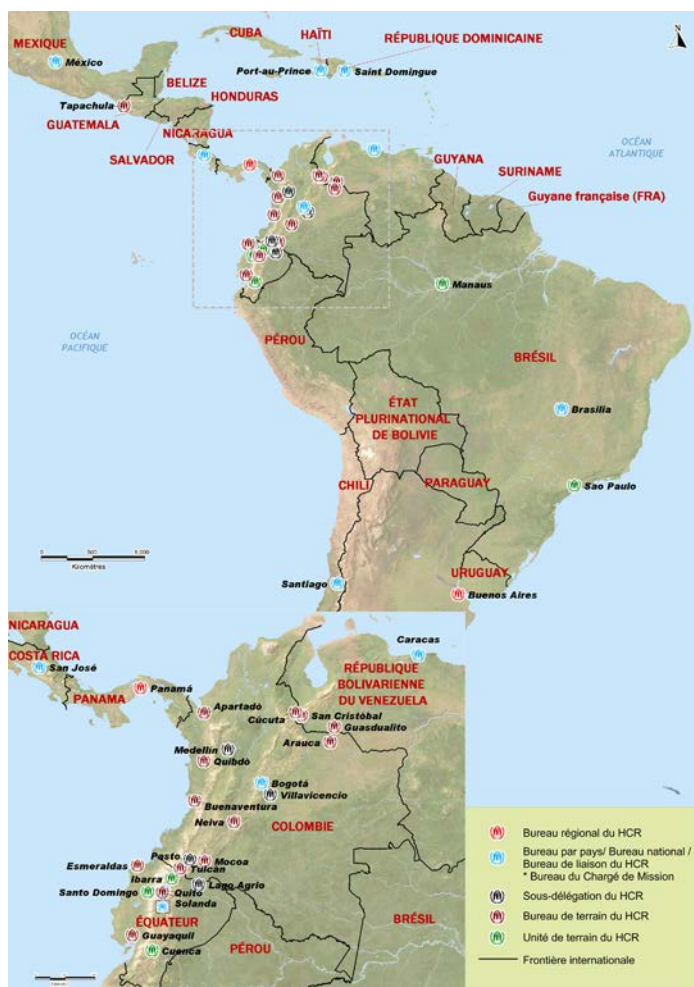 CUBA
HAÏTI
RÉPUBLIQUE DOMINICAINE
MEXIQUE
México
Port-au-Prince
Saint Domingue
N
BELIZE
Tapachula
HONDURAS
GUATEMALA
NICARAGUA
SALVADOR
OCÉAN
ATLANTIQUE
GUYANA
SURINAME
Guyane française (FRA)
Manaus
OCÉAN
PACIFIQUE
PÉROU
BRÉSIL
ÉTAT
PLURINATIONAL
DE BOLIVIE
Brasilia
CHILI
PARAGUAY
Sao Paulo
Kilomètres
Santiago
URUGUAY
Buenos Aires
NICARAGUA
COSTA RICA
San José
Caracas
RÉPUBLIQUE
BOLIVARIENNE
DU VENEZUELA
PANAMA
Panamá
Apartadò
Cúcuta
San Cristòbal
Guasdualito
Arauca
Medellín
Quibdò
Bogotá
Villavicencio
Buenaventura
Neiva
COLOMBIE
Pasto
Mocoa
Esmeraldas
Tulcán
Ibarra
Lago Agrio
Santo Domingo
Quito
Solanda
ÉQUATEUR
BRÉSIL
Guayaquil
PÉROU
Cuenca
Bureau régional du HCR
Bureau par pays/ Bureau national /
Bureau de liaison du HCR
* Bureau du Chargé de Mission
Sous-délégation du HCR
Bureau de terrain du HCR
Unité de terrain du HCR
Frontière internationale